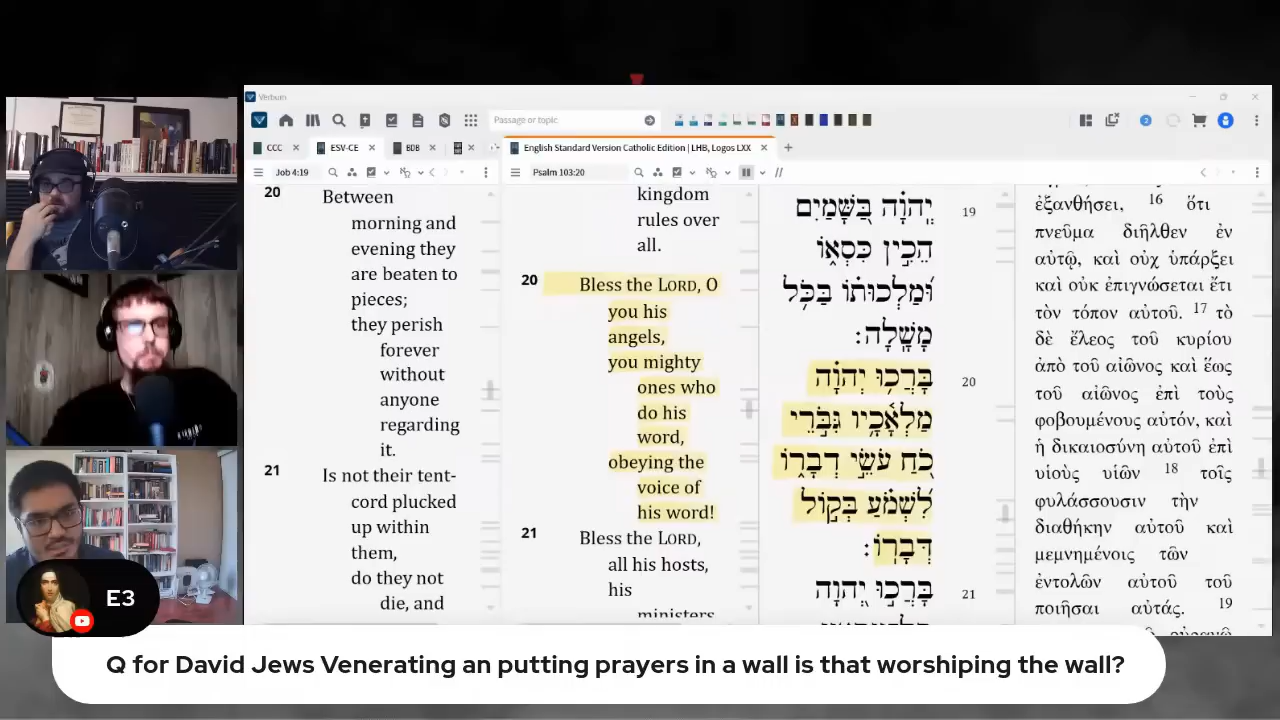 Verbum
Passage or topic
CCC
ESV-CE
BDB
English Standard Version Catholic Edition | LHB, Logos LXX
Job 4:19
Psalm 103:20
20 Between
morning and
evening they
are beaten to
pieces;
they perish
forever
without
anyone
regarding
it.
21 Is not their tent-
cord plucked
up within
them,
do they not
die, and
kingdom
rules over
all.
20 Bless the LORD, O
you his
angels,
you mighty
ones who
do his
word,
obeying the
voice of
his word!
21 Bless the LORD,
all his hosts,
his
ministers
19 יְֽהוָ֗ה בַּ֭שָּׁמַיִם
הֵכִ֣ין כִּסְא֑וֹ
וּ֝מַלְכוּת֗וֹ בַּכֹּ֥ל
מָשָֽׁלָה׃
20 בָּרֲכ֥וּ יְהוָ֗ה
מַלְאָ֫כָ֥יו גִּבֹּ֣רֵי
כֹ֭חַ עֹשֵׂ֣י דְבָר֑וֹ
לִ֝שְׁמֹ֗עַ בְּק֣וֹל
דְּבָרֽוֹ׃
21 בָּרֲכ֣וּ יְ֭הוָה
ἐξανθήσει, 16 ὅτι
πνεῦμα διῆλθεν ἐν
αὐτῷ, καὶ οὐχ ὑπάρξει
καὶ οὐκ ἐπιγνώσεται ἔτι
τὸν τόπον αὐτοῦ. 17 τὸ
δὲ ἔλεος τοῦ κυρίου
ἀπὸ τοῦ αἰῶνος καὶ ἕως
τοῦ αἰῶνος ἐπὶ τοὺς
φοβουμένους αὐτόν, καὶ
ἡ δικαιοσύνη αὐτοῦ ἐπὶ
υἱοὺς υἱῶν 18 τοῖς
φυλάσσουσιν τὴν
διαθήκην αὐτοῦ καὶ
μεμνημένοις τῶν
ἐντολῶν αὐτοῦ τοῦ
ποιῆσαι αὐτάς. 19
E3
Q for David Jews Venerating an putting prayers in a wall is that worshiping the wall?